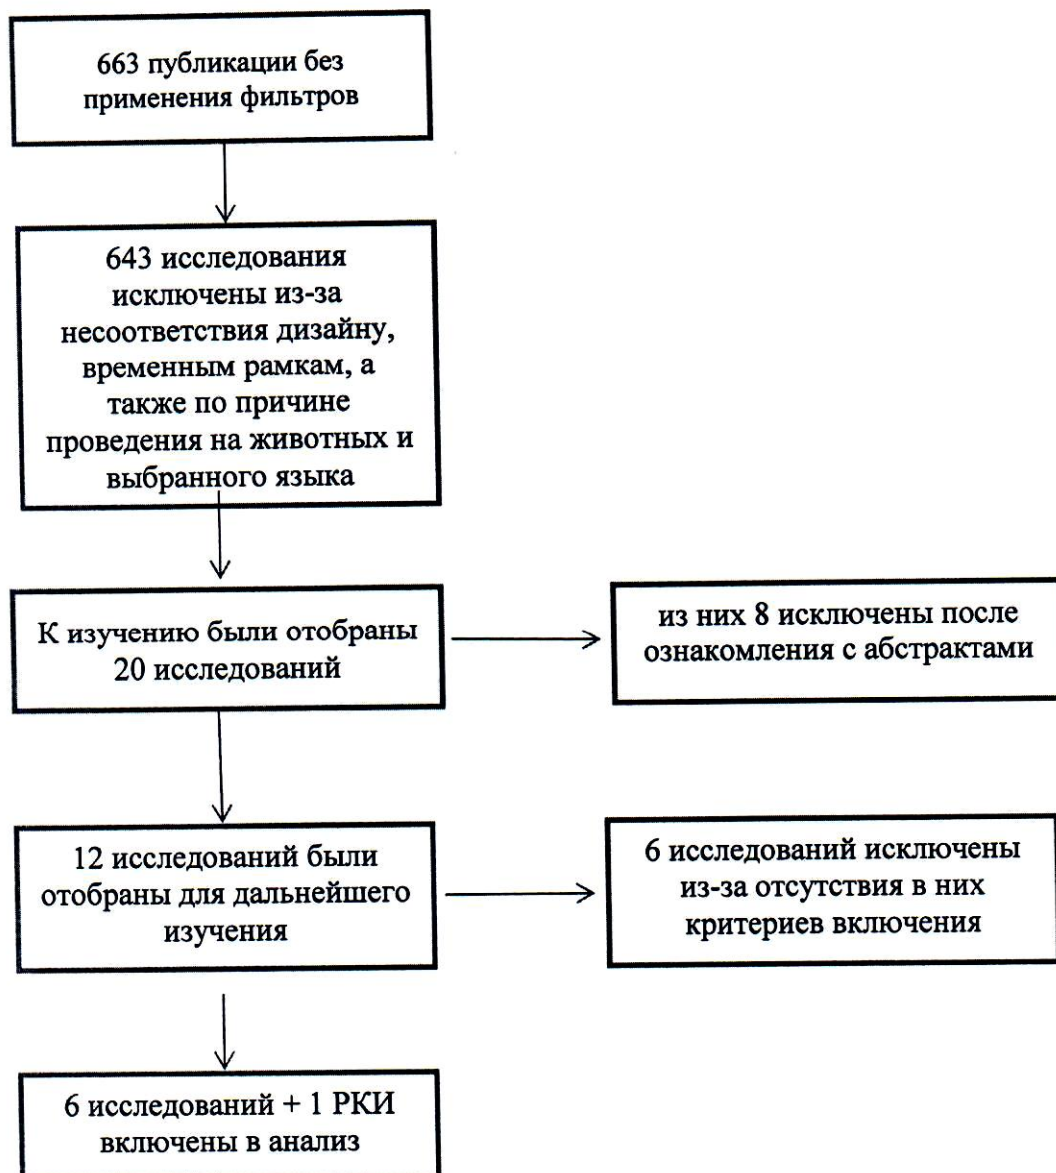 663 публикации без
применения фильтров
643 исследования
исключены из-за
несоответствия дизайну,
временным рамкам, а
также по причине
проведения на животных и
выбранного языка
К изучению были отобраны
20 исследований
из них 8 исключены после
ознакомления с абстрактами
12 исследований были
отобраны для дальнейшего
изучения
6 исследований исключены
из-за отсутствия в них
критериев включения
6 исследований + 1 РКИ
включены в анализ